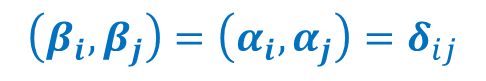 (βᵢ, βⱼ) = (αᵢ, αⱼ) = δᵢⱼ